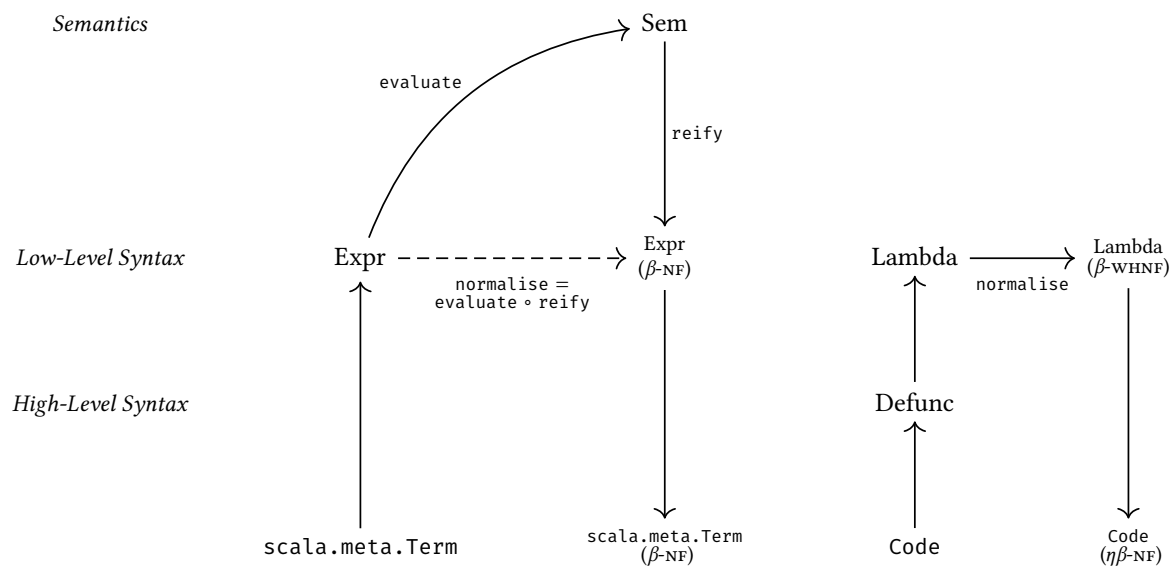 Semantics
Sem
evaluate
reify
Low-Level Syntax
Expr
Expr
(β-NF)
normalise =
evaluate ∘ reify
Lambda
normalise
Lambda
(β-WHNF)
High-Level Syntax
Defunc
scala.meta.Term
scala.meta.Term
(β-NF)
Code
Code
(ηβ-NF)